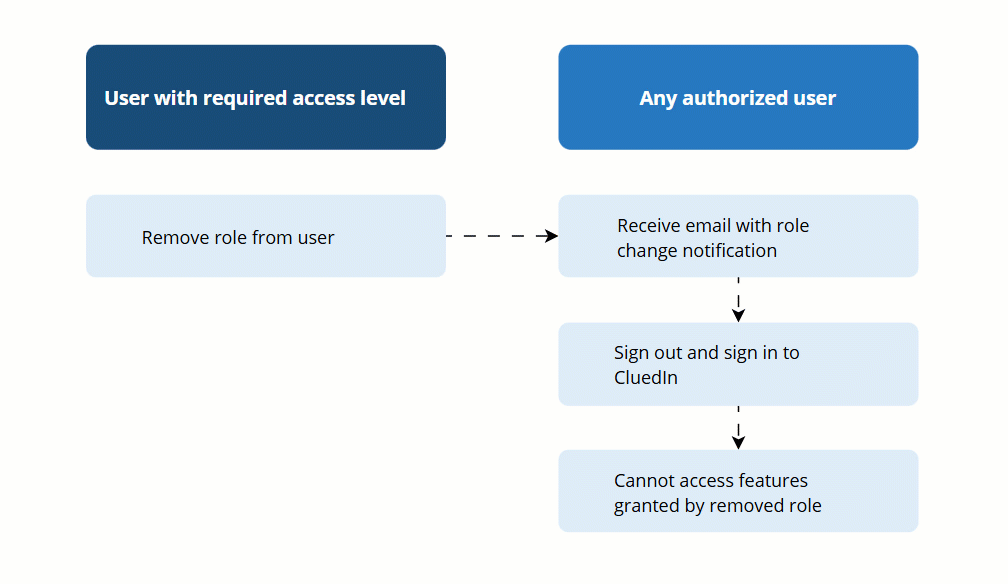 User with required access level
Any authorized user
Remove role from user
Receive email with role
change notification
Sign out and sign in to
CluedIn
Cannot access features
granted by removed role